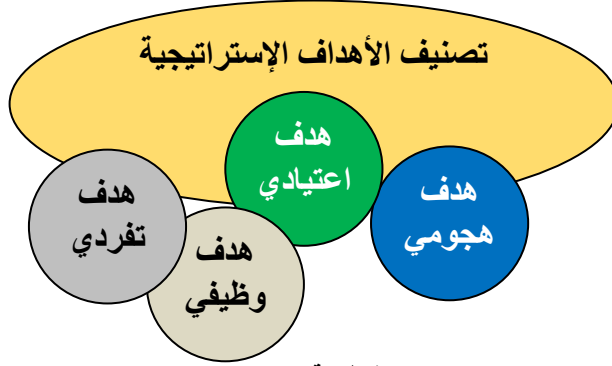 تصنيف الأهداف الإستراتيجية
هدف
اعتيادي
هدف
هجومي
هدف
تفردي
هدف
وظيفي